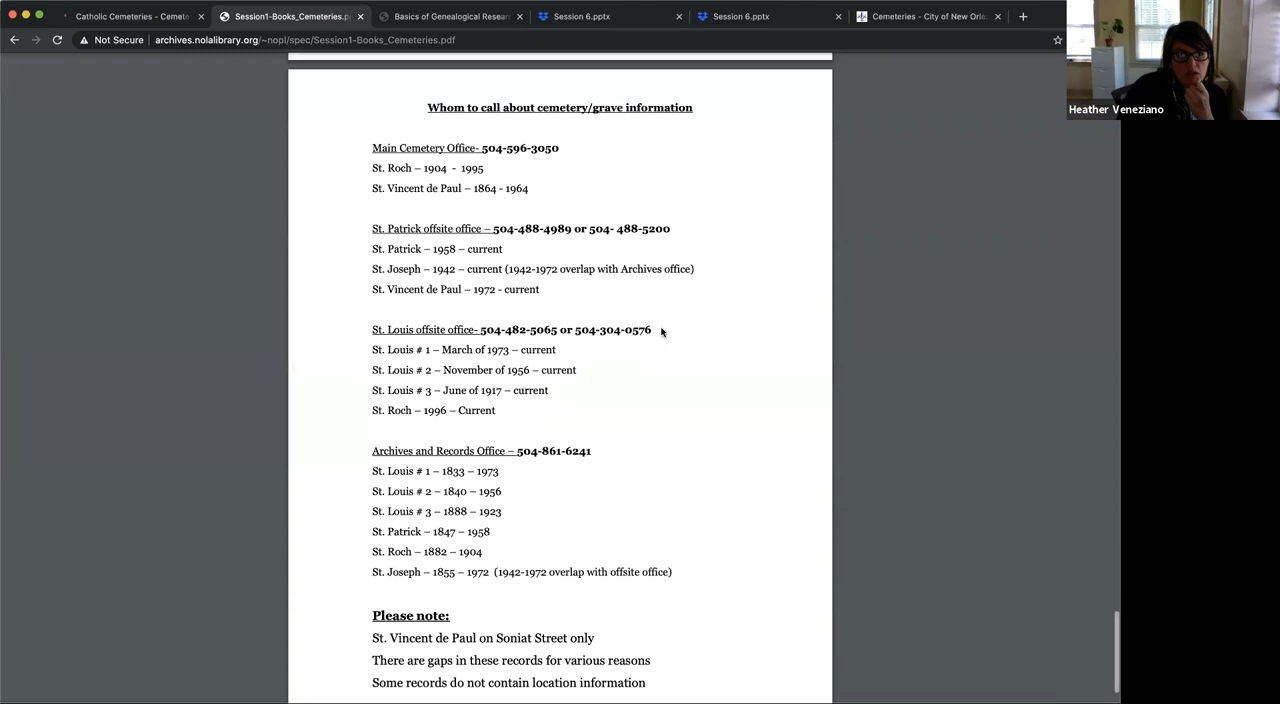 Catholic Cemeteries - Cemete
Session1-Books_Cemeteries.p
Basics of Genealogical Resear
Session 6.pptx
Session 6.pptx
Cemeteries - City of New Orle
Not Secure | archives.nolalibrary.org/~nopl/spec/Session1-Books_Cemeteries.pdf
Heather Veneziano
Whom to call about cemetery/grave information
Main Cemetery Office- 504-596-3050
St. Roch – 1904 - 1995
St. Vincent de Paul – 1864 - 1964
St. Patrick offsite office – 504-488-4989 or 504- 488-5200
St. Patrick – 1958 – current
St. Joseph – 1942 – current (1942-1972 overlap with Archives office)
St. Vincent de Paul – 1972 - current
St. Louis offsite office- 504-482-5065 or 504-304-0576
St. Louis # 1 – March of 1973 – current
St. Louis # 2 – November of 1956 – current
St. Louis # 3 – June of 1917 – current
St. Roch – 1996 – Current
Archives and Records Office – 504-861-6241
St. Louis # 1 – 1833 – 1973
St. Louis # 2 – 1840 – 1956
St. Louis # 3 – 1888 – 1923
St. Patrick – 1847 – 1958
St. Roch – 1882 – 1904
St. Joseph – 1855 – 1972 (1942-1972 overlap with offsite office)
Please note:
St. Vincent de Paul on Soniat Street only
There are gaps in these records for various reasons
Some records do not contain location information